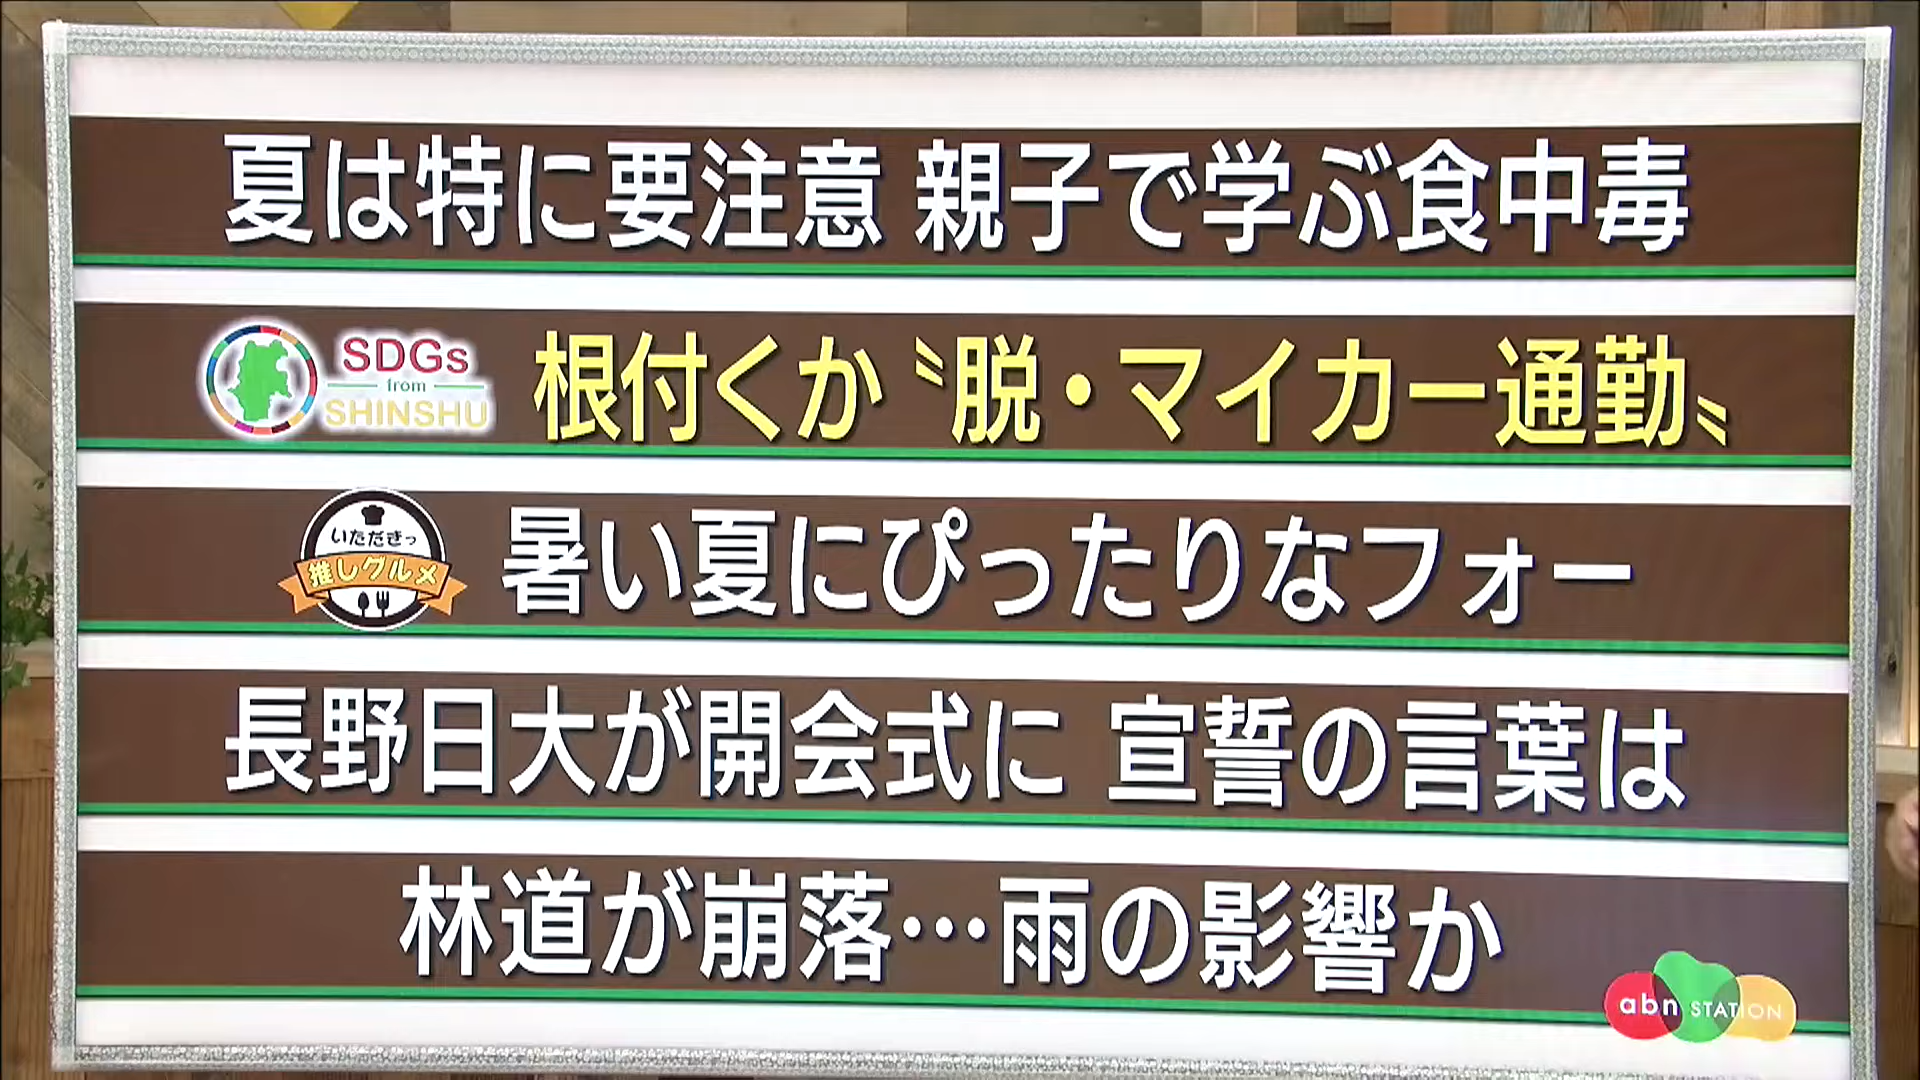 夏は特に要注意 親子で学ぶ食中毒
SDGs
from
SHINSHU
根付くか〝脱・マイカー通勤〟
いただきっ
推しグルメ
暑い夏にぴったりなフォー
長野日大が開会式に 宣誓の言葉は
林道が崩落…雨の影響か
abn STATION